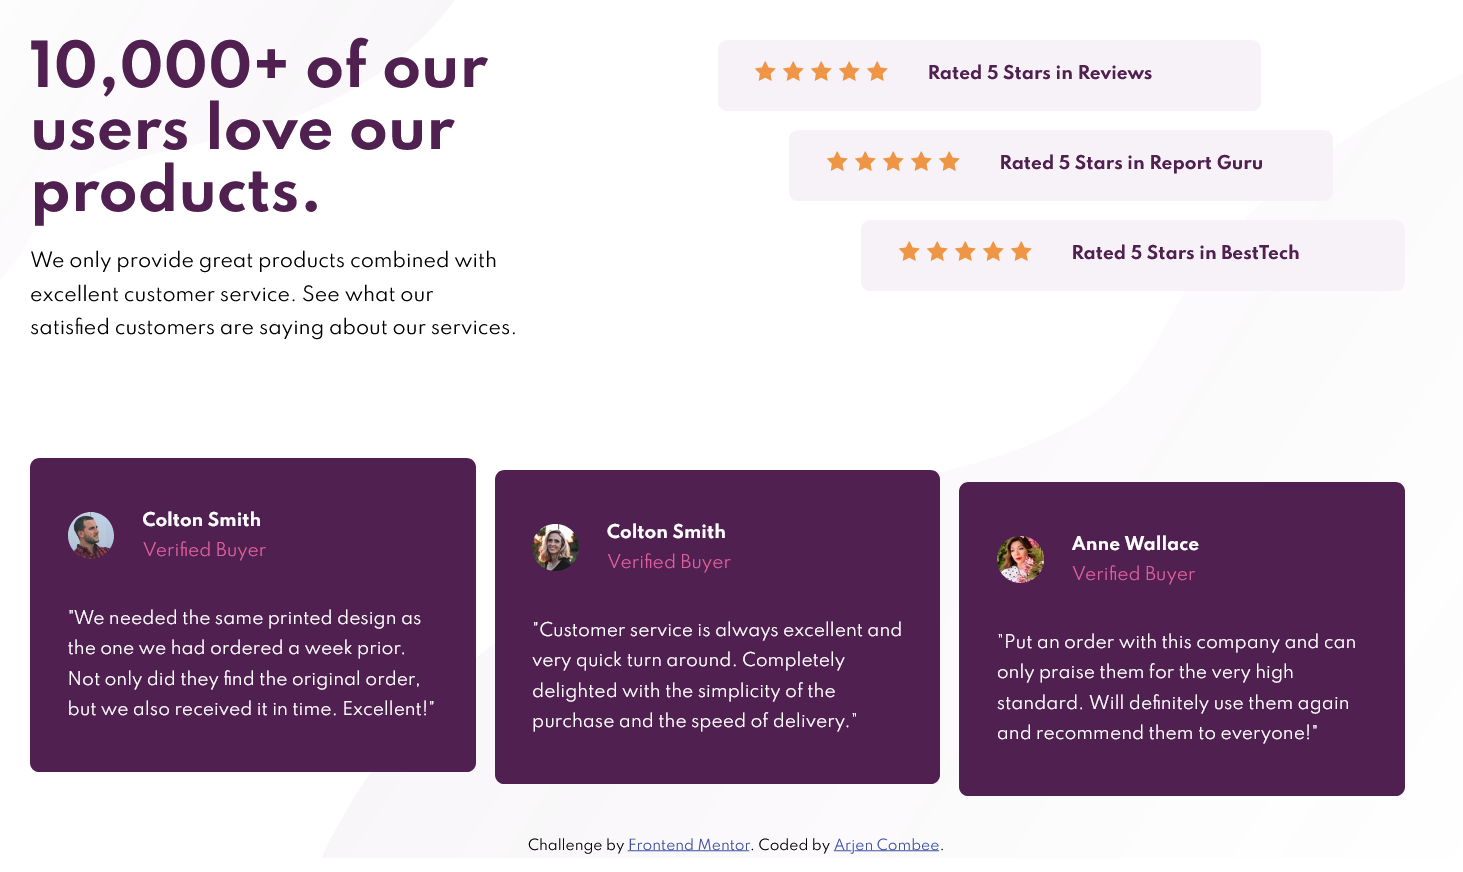 10,000+ of our
users love our
products.
We only provide great products combined with
excellent customer service. See what our
satisfied customers are saying about our services.
Rated 5 Stars in Reviews
Rated 5 Stars in Report Guru
Rated 5 Stars in BestTech
Colton Smith
Verified Buyer
"We needed the same printed design as
the one we had ordered a week prior.
Not only did they find the original order,
but we also received it in time. Excellent!"
Colton Smith
Verified Buyer
"Customer service is always excellent and
very quick turn around. Completely
delighted with the simplicity of the
purchase and the speed of delivery."
Anne Wallace
Verified Buyer
"Put an order with this company and can
only praise them for the very high
standard. Will definitely use them again
and recommend them to everyone!"
Challenge by Frontend Mentor. Coded by Arjen Combee.